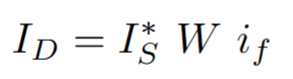 I_D = I_S^* W i_f